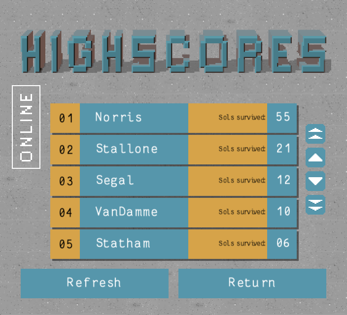 HIGHSCORES
ONLINE
01 Norris Sols survived: 55
02 Stallone Sols survived: 21
03 Segal Sols survived: 12
04 VanDamme Sols survived: 10
05 Statham Sols survived: 06
Refresh Return